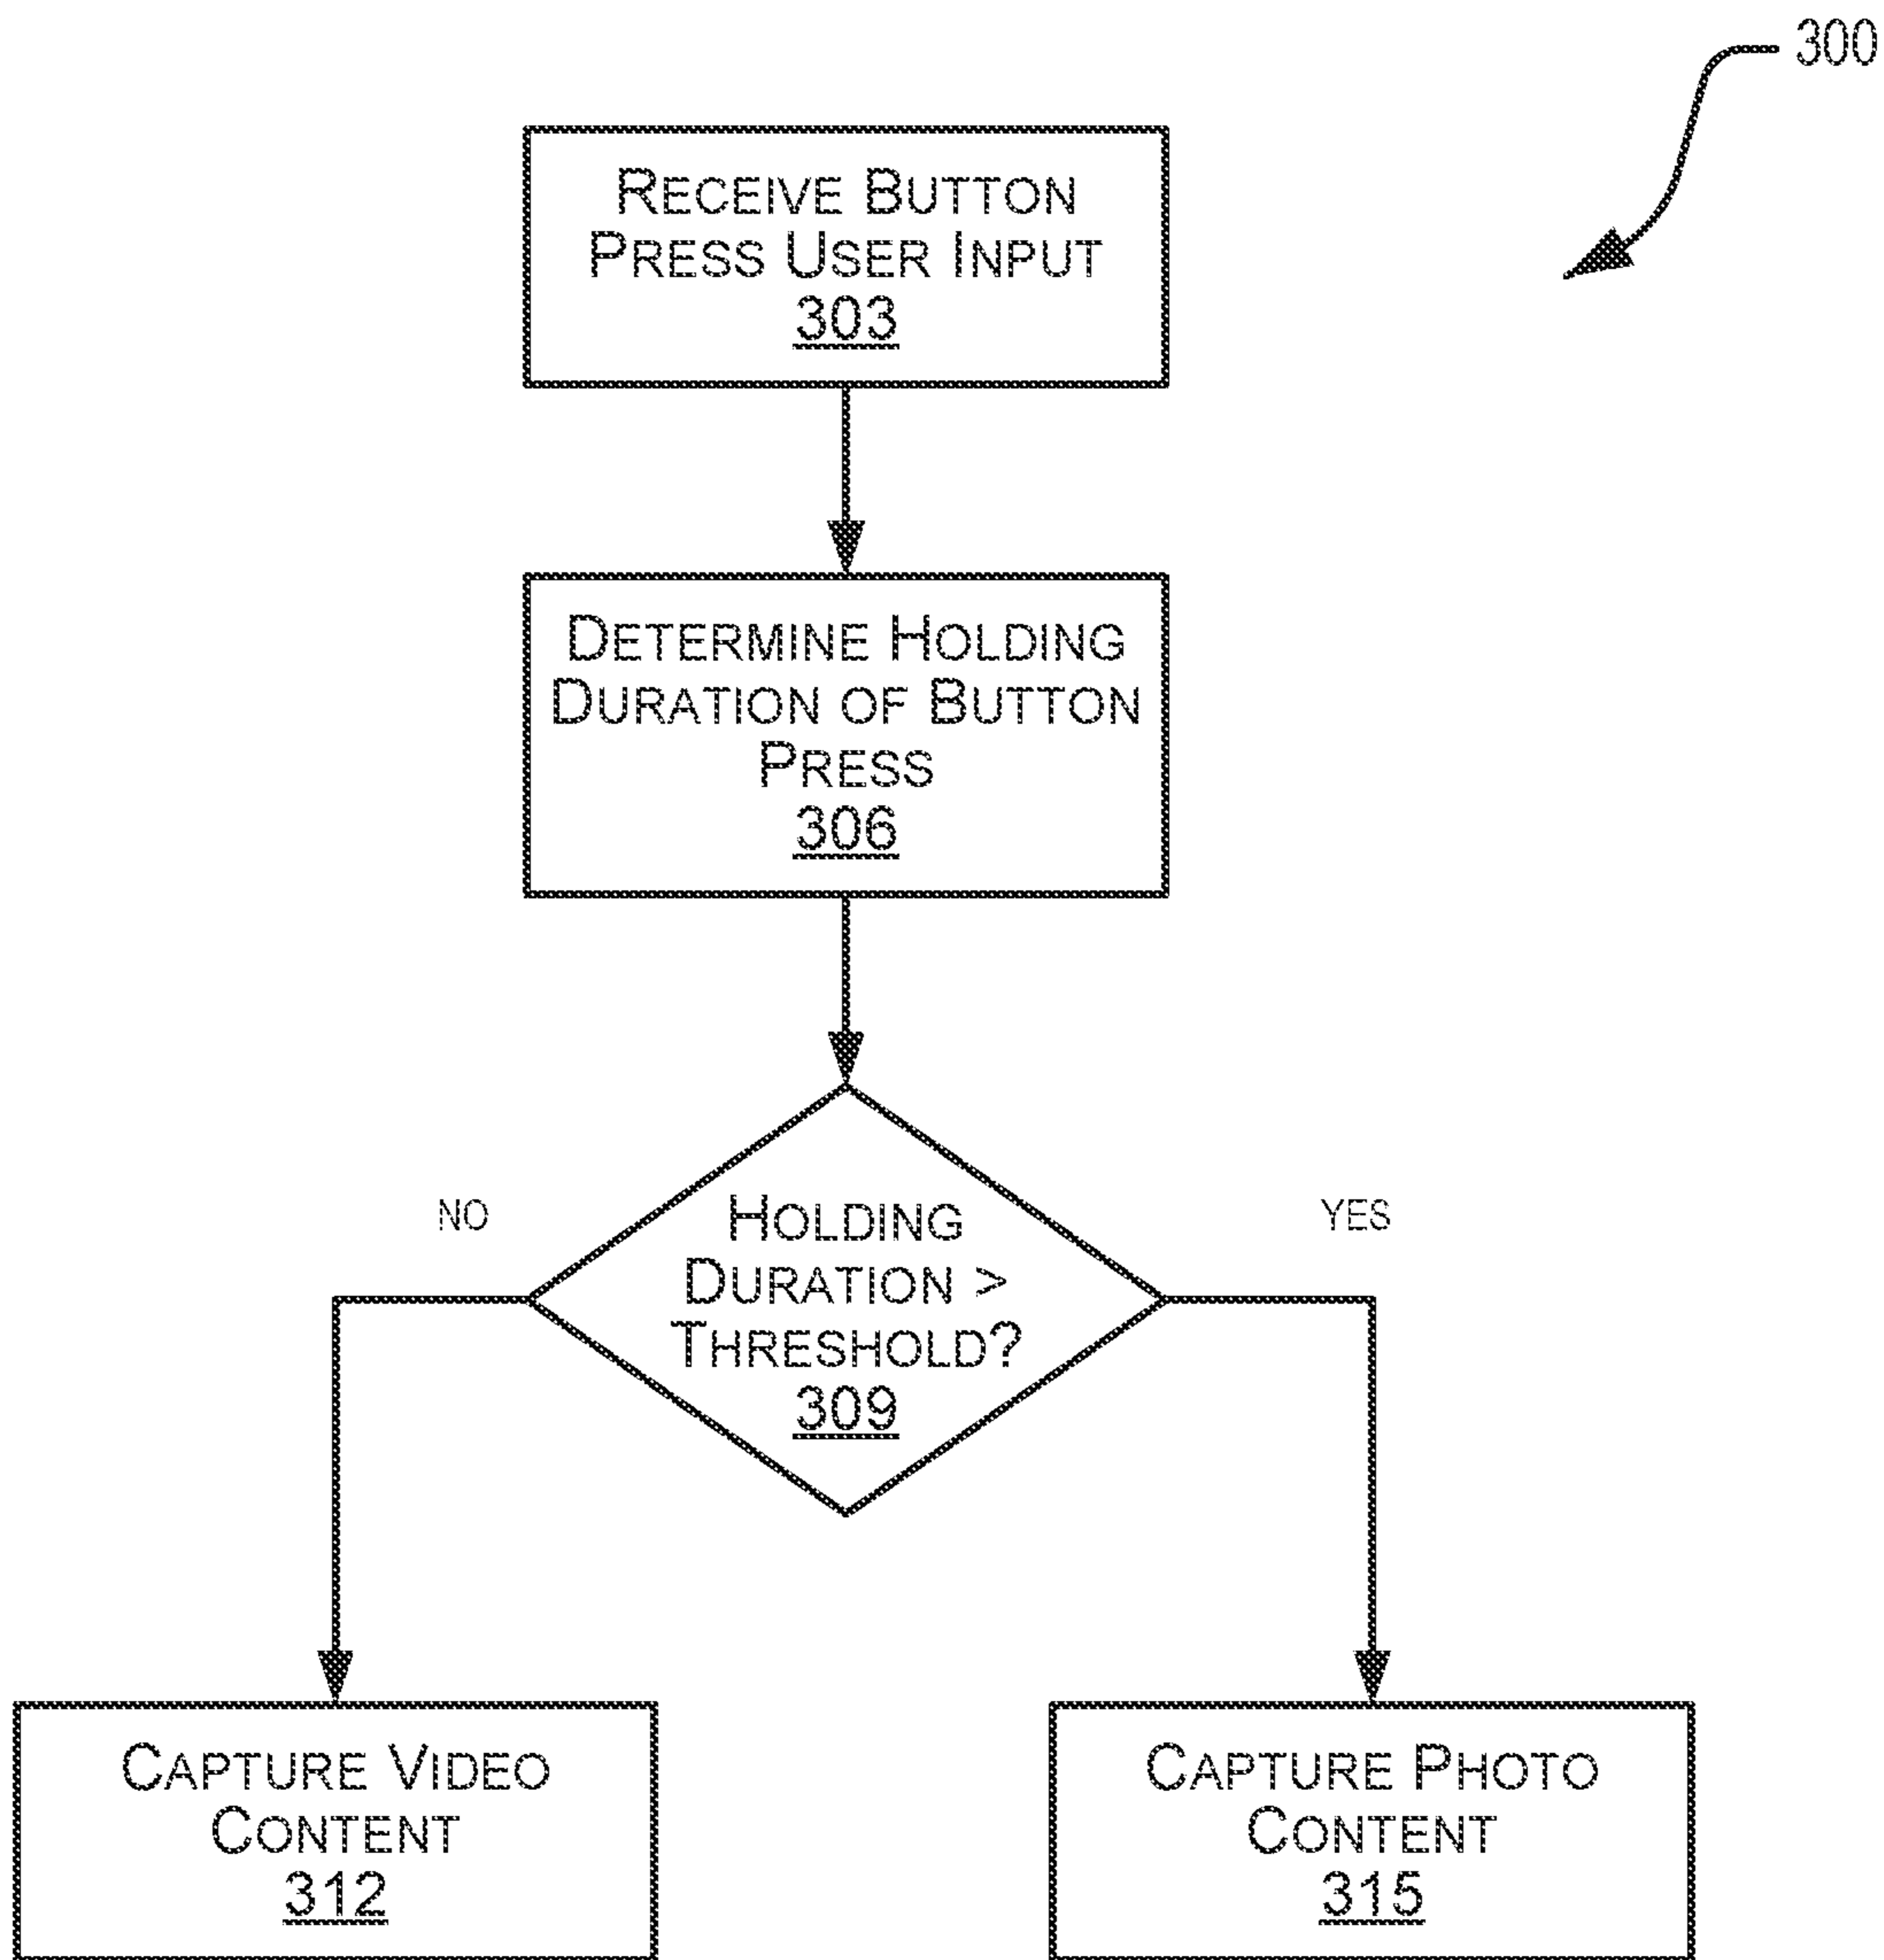 300
RECEIVE BUTTON
PRESS USER INPUT
303
DETERMINE HOLDING
DURATION OF BUTTON
PRESS
306
NO
YES
HOLDING
DURATION >
THRESHOLD?
309
CAPTURE VIDEO
CONTENT
312
CAPTURE PHOTO
CONTENT
315